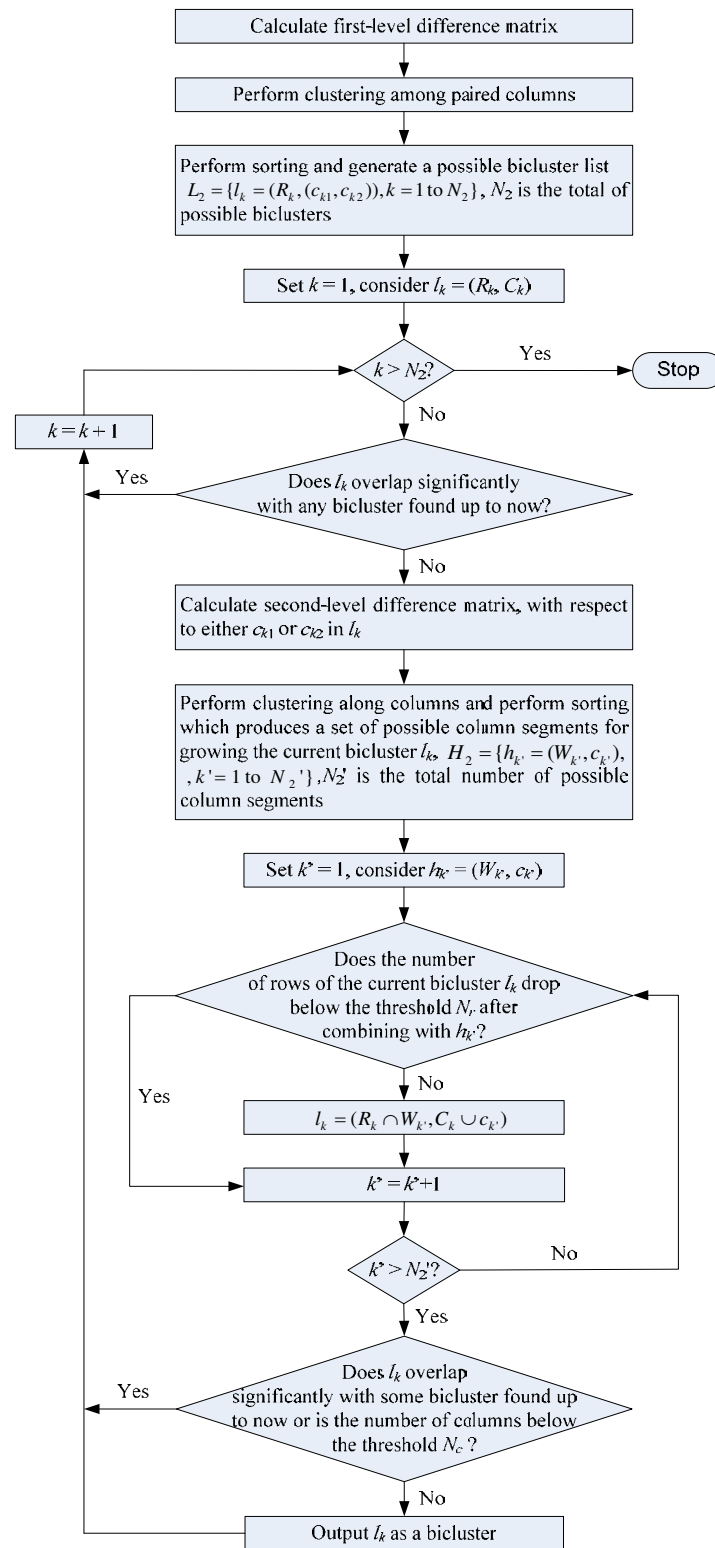 Calculate first-level difference matrix
Perform clustering among paired columns
Perform sorting and generate a possible bicluster list
L₂ = {lₖ = (Rₖ, (cₖ₁, cₖ₂)), k = 1 to N₂}, N₂ is the total of
possible biclusters
Set k = 1, consider lₖ = (Rₖ, Cₖ)
k > N₂?
Yes
Stop
No
k = k + 1
Yes
Does lₖ overlap significantly
with any bicluster found up to now?
No
Calculate second-level difference matrix, with respect
to either cₖ₁ or cₖ₂ in lₖ
Perform clustering along columns and perform sorting
which produces a set of possible column segments for
growing the current bicluster lₖ, H₂ = {hₖ' = (Wₖ', cₖ'),
, k' = 1 to N₂'}, N₂' is the total number of possible
column segments
Set k' = 1, consider hₖ' = (Wₖ', cₖ')
Does the number
of rows of the current bicluster lₖ drop
below the threshold Nᵣ after
combining with hₖ'?
Yes
No
lₖ = (Rₖ ∩ Wₖ', Cₖ ∪ cₖ')
k' = k'+1
k' > N₂'?
No
Yes
Does lₖ overlap
significantly with some bicluster found up
to now or is the number of columns below
the threshold N_c ?
Yes
No
Output lₖ as a bicluster